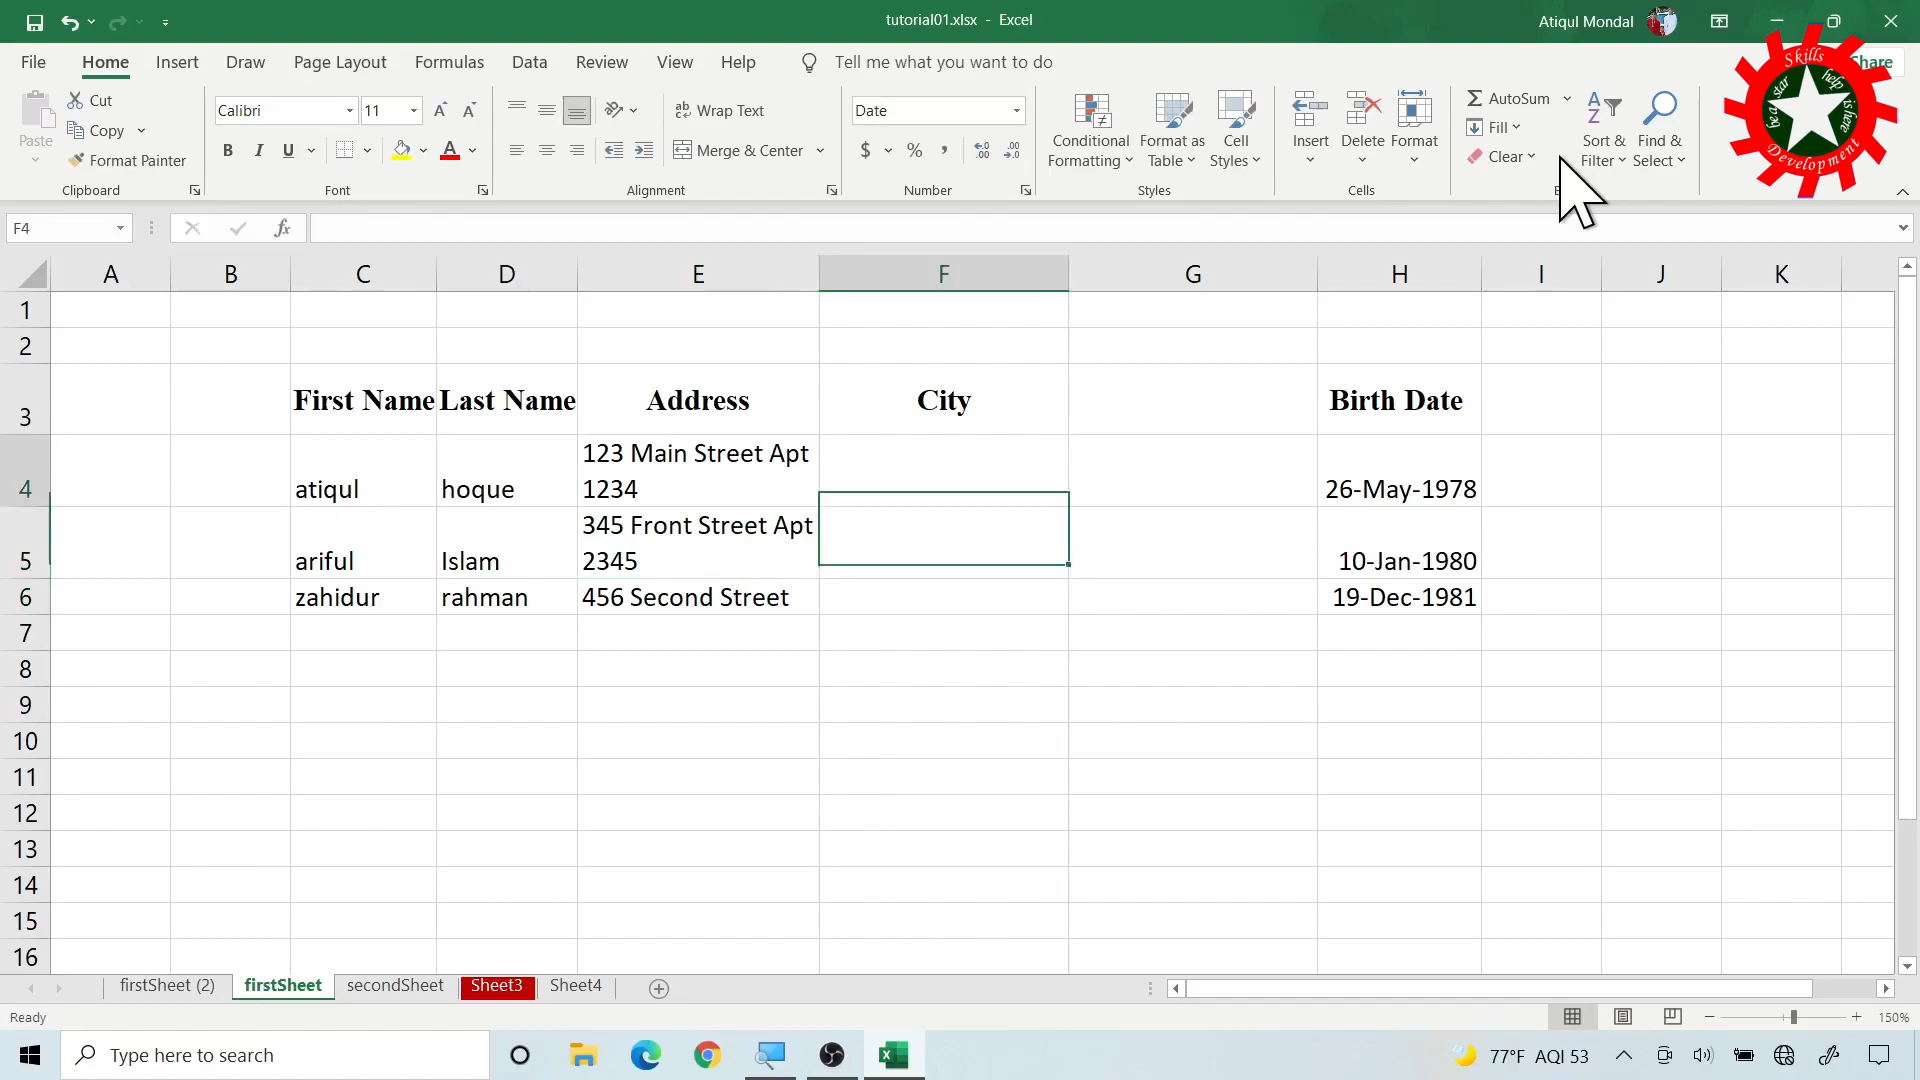 tutorial01.xlsx - Excel
Atiqul Mondal
File Home Insert Draw Page Layout Formulas Data Review View Help Tell me what you want to do
Share
Paste
Cut
Copy
Format Painter
Clipboard
Calibri 11
B I U A
Font
ab Wrap Text
Merge & Center
Alignment
Date
$ % ,
Number
Conditional Formatting
Format as Table
Cell Styles
Styles
Insert Delete Format
Cells
AutoSum
Fill
Clear
Sort & Filter
Find & Select
Skills
be a star
help is here
Development
F4
fx
A B C D E F G H I J K
1
2
3 First Name Last Name Address City Birth Date
4 atiqul hoque 123 Main Street Apt 1234 26-May-1978
5 ariful Islam 345 Front Street Apt 2345 10-Jan-1980
6 zahidur rahman 456 Second Street 19-Dec-1981
7
8
9
10
11
12
13
14
15
16
firstSheet (2) firstSheet secondSheet Sheet3 Sheet4
Ready
150%
Type here to search
77°F AQI 53